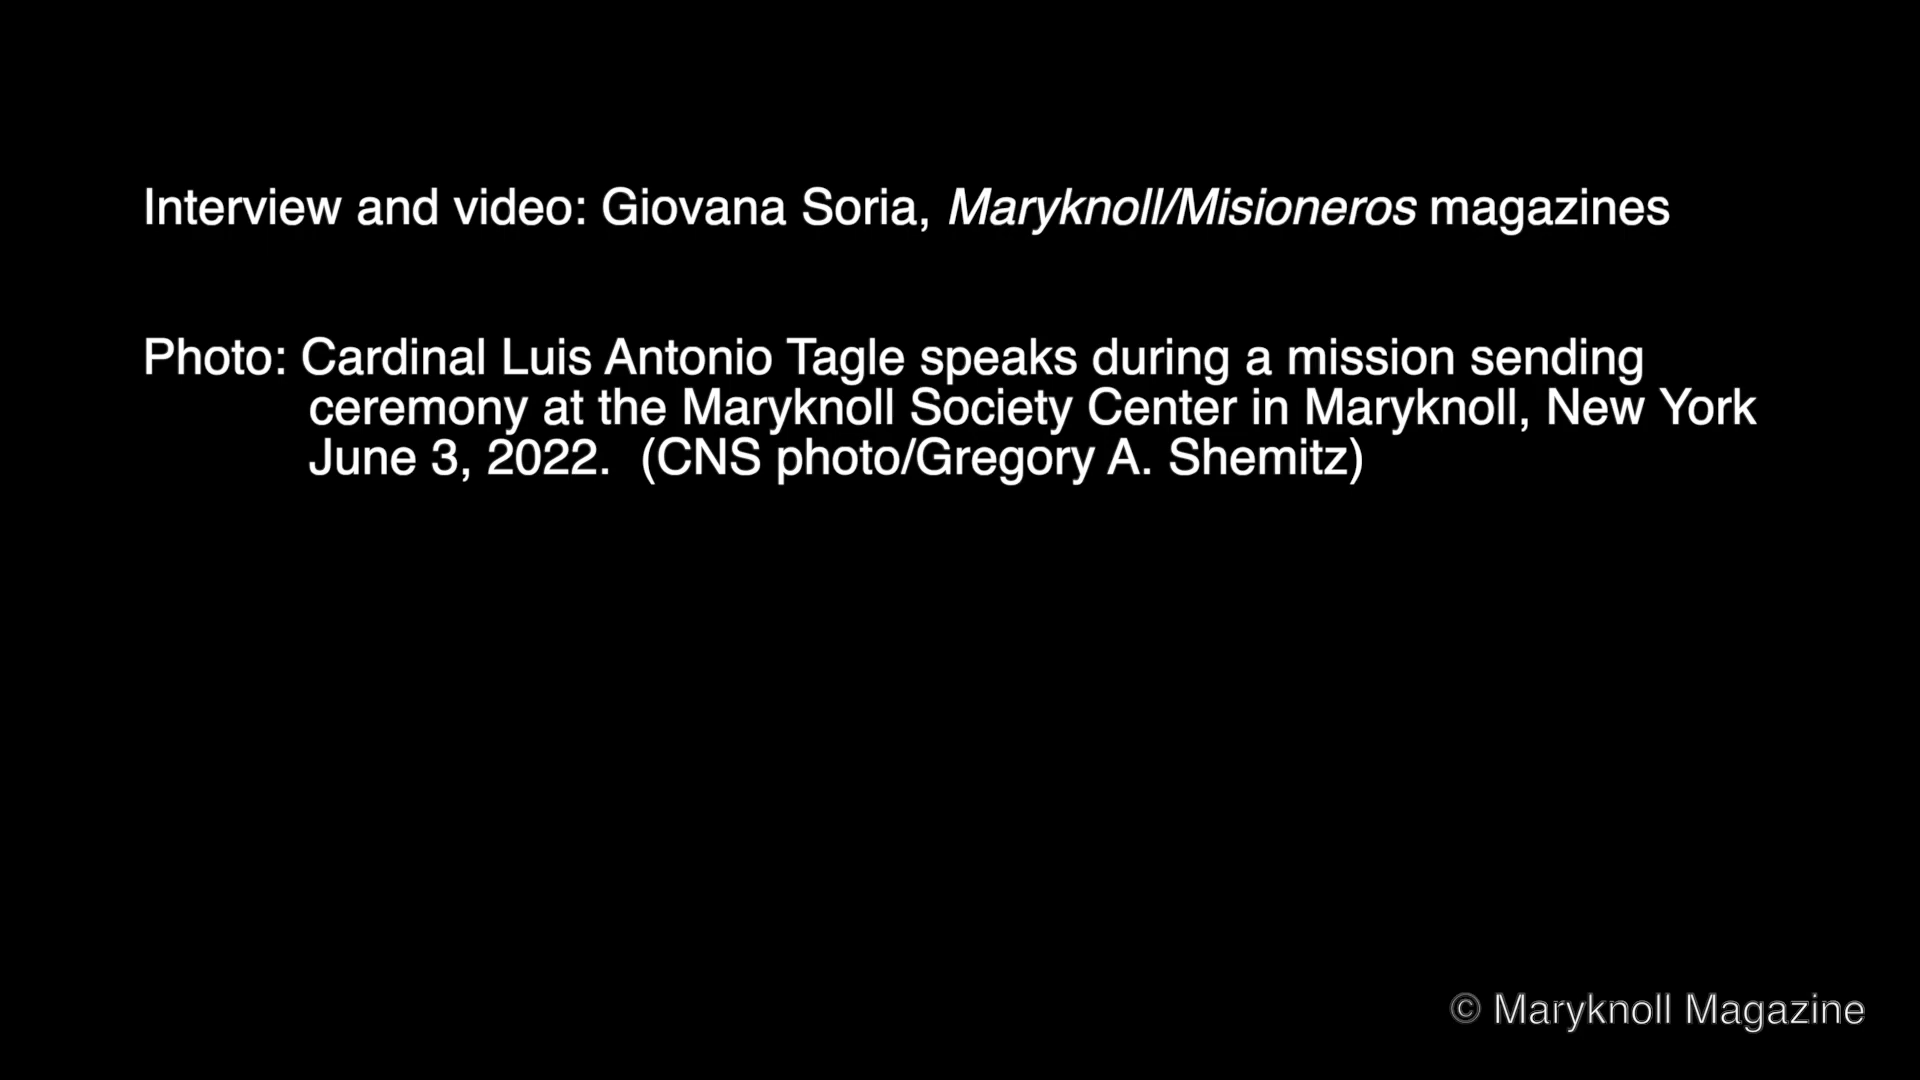 Interview and video: Giovana Soria, Maryknoll/Misioneros magazines
Photo: Cardinal Luis Antonio Tagle speaks during a mission sending
ceremony at the Maryknoll Society Center in Maryknoll, New York
June 3, 2022.  (CNS photo/Gregory A. Shemitz)
© Maryknoll Magazine